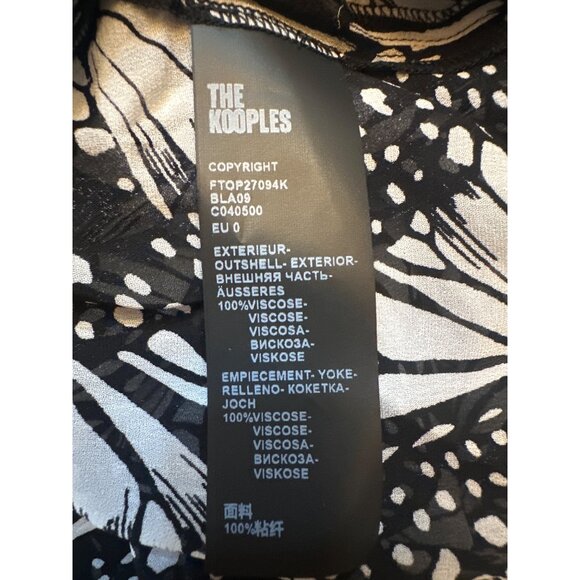 THE
KOOPLES
COPYRIGHT
FTOP27094K
BLA09
C040500
EU 0
EXTERIEUR-
OUTSHELL- EXTERIOR-
ВНЕШНЯЯ ЧАСТЬ-
ÄUSSERES
100%VISCOSE-
VISCOSE-
VISCOSA-
ВИСКОЗА-
VISKOSE
EMPIECEMENT- YOKE-
RELLENO- КОКЕТКА-
JOCH
100%VISCOSE-
VISCOSE-
VISCOSA-
ВИСКОЗА-
VISKOSE
面料
100%粘纤